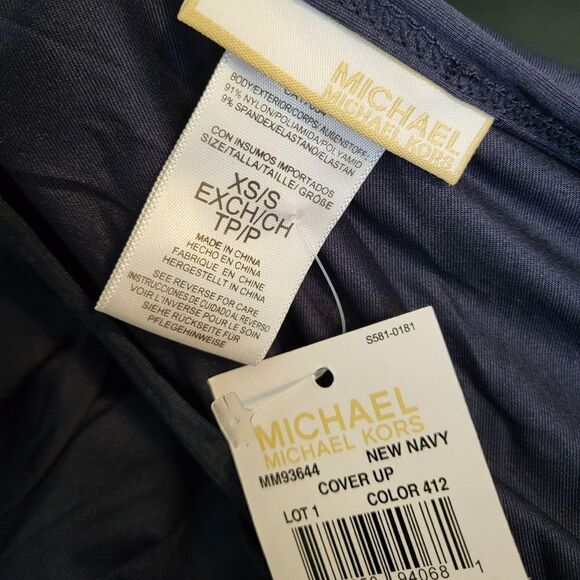 MICHAEL
MICHAEL KORS
BODY/EXTERIOR/CORPS/AUßENSTOFF:
91% NYLON/POLIAMIDA/POLYAMID
9% SPANDEX/ELASTANO/ELASTAN
CON INSUMOS IMPORTADOS
SIZE/TALLA/TAILLE/GRÖßE
XS/S
EXCH/CH
TP/P
MADE IN CHINA
HECHO EN CHINA
FABRIQUE EN CHINE
HERGESTELLT IN CHINA
SEE REVERSE FOR CARE
INSTRUCCIONES DE CUIDADO AL REVERSO
VOIR L'INVERSE POUR LE SOIN
SIEHE RÜCKSEITE FUR
PFLEGEHINWEISE.
S581-0181
MICHAEL
MICHAEL KORS
MM93644 NEW NAVY
COVER UP
LOT 1 COLOR 412
94068 1